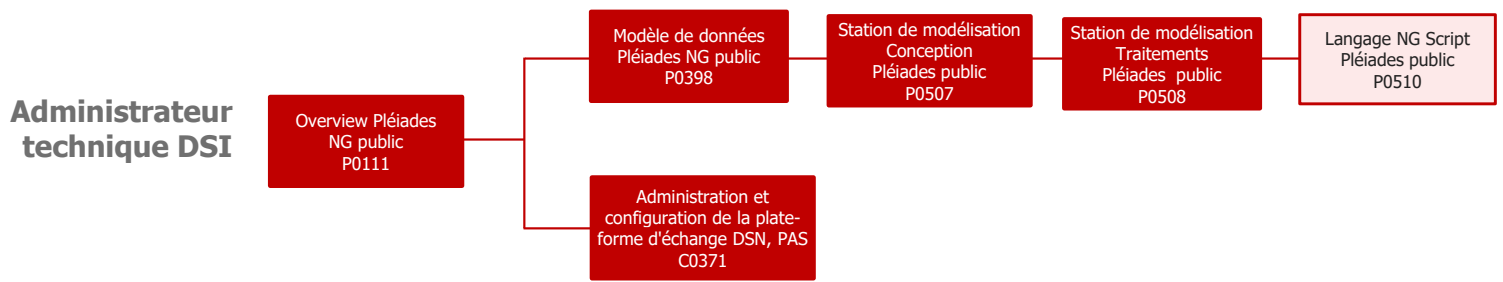 Administrateur
technique DSI
Overview Pléiades
NG public
P0111
Modèle de données
Pléiades NG public
P0398
Station de modélisation
Conception
Pléiades public
P0507
Station de modélisation
Traitements
Pléiades  public
P0508
Langage NG Script
Pléiades public
P0510
Administration et
configuration de la plate-
forme d'échange DSN, PAS
C0371